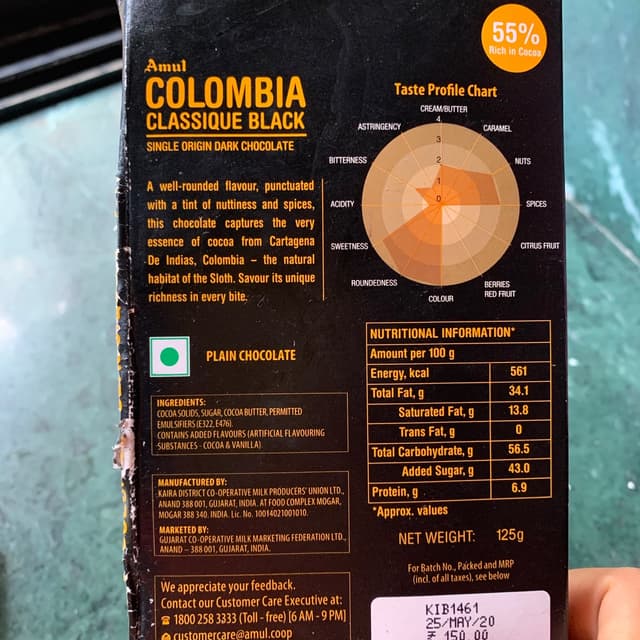 55%
Rich in Cocoa
Amul
COLOMBIA
CLASSIQUE BLACK
SINGLE ORIGIN DARK CHOCOLATE
A well-rounded flavour, punctuated
with a tint of nuttiness and spices,
this chocolate captures the very
essence of cocoa from Cartagena
De Indias, Colombia – the natural
habitat of the Sloth. Savour its unique
richness in every bite.
Taste Profile Chart
CREAM/BUTTER
ASTRINGENCY
CARAMEL
BITTERNESS
NUTS
ACIDITY
SPICES
SWEETNESS
CITRUS FRUIT
ROUNDEDNESS
BERRIES
RED FRUIT
COLOUR
4
3
2
1
0
PLAIN CHOCOLATE
INGREDIENTS:
COCOA SOLIDS, SUGAR, COCOA BUTTER, PERMITTED
EMULSIFIERS (E322, E476).
CONTAINS ADDED FLAVOURS (ARTIFICIAL FLAVOURING
SUBSTANCES - COCOA & VANILLA).
MANUFACTURED BY:
KAIRA DISTRICT CO-OPERATIVE MILK PRODUCERS' UNION LTD.,
ANAND 388 001, GUJARAT, INDIA. AT FOOD COMPLEX MOGAR,
MOGAR 388 340. INDIA. Lic. No. 10014021001010.
MARKETED BY:
GUJARAT CO-OPERATIVE MILK MARKETING FEDERATION LTD.,
ANAND – 388 001, GUJARAT, INDIA.
We appreciate your feedback.
Contact our Customer Care Executive at:
1800 258 3333 (Toll - free) [6 AM - 9 PM]
customercare@amul.coop
NUTRITIONAL INFORMATION*
Amount per 100 g
Energy, kcal 561
Total Fat, g 34.1
Saturated Fat, g 13.8
Trans Fat, g 0
Total Carbohydrate, g 56.5
Added Sugar, g 43.0
Protein, g 6.9
*Approx. values
NET WEIGHT: 125g
For Batch No., Packed and MRP
(incl. of all taxes), see below
KIB1461
25/MAY/20
₹ 150.00